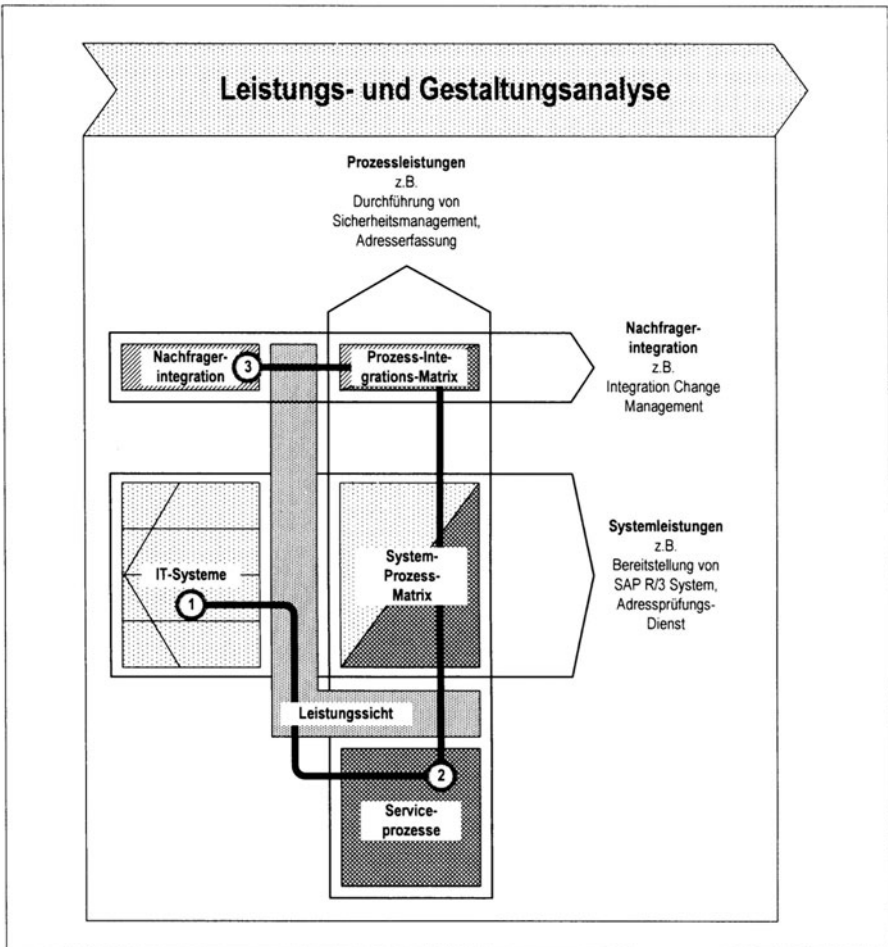 Leistungs- und Gestaltungsanalyse
Prozessleistungen
z.B.
Durchführung von
Sicherheitsmanagement,
Adresserfassung
Nachfrager-
integration
3
Prozess-Inte-
grations-Matrix
Nachfrager-
integration
z.B.
Integration Change
Management
IT-Systeme
1
System-
Prozess-
Matrix
Systemleistungen
z.B.
Bereitstellung von
SAP R/3 System,
Adressprüfungs-
Dienst
Leistungssicht
2
Service-
prozesse